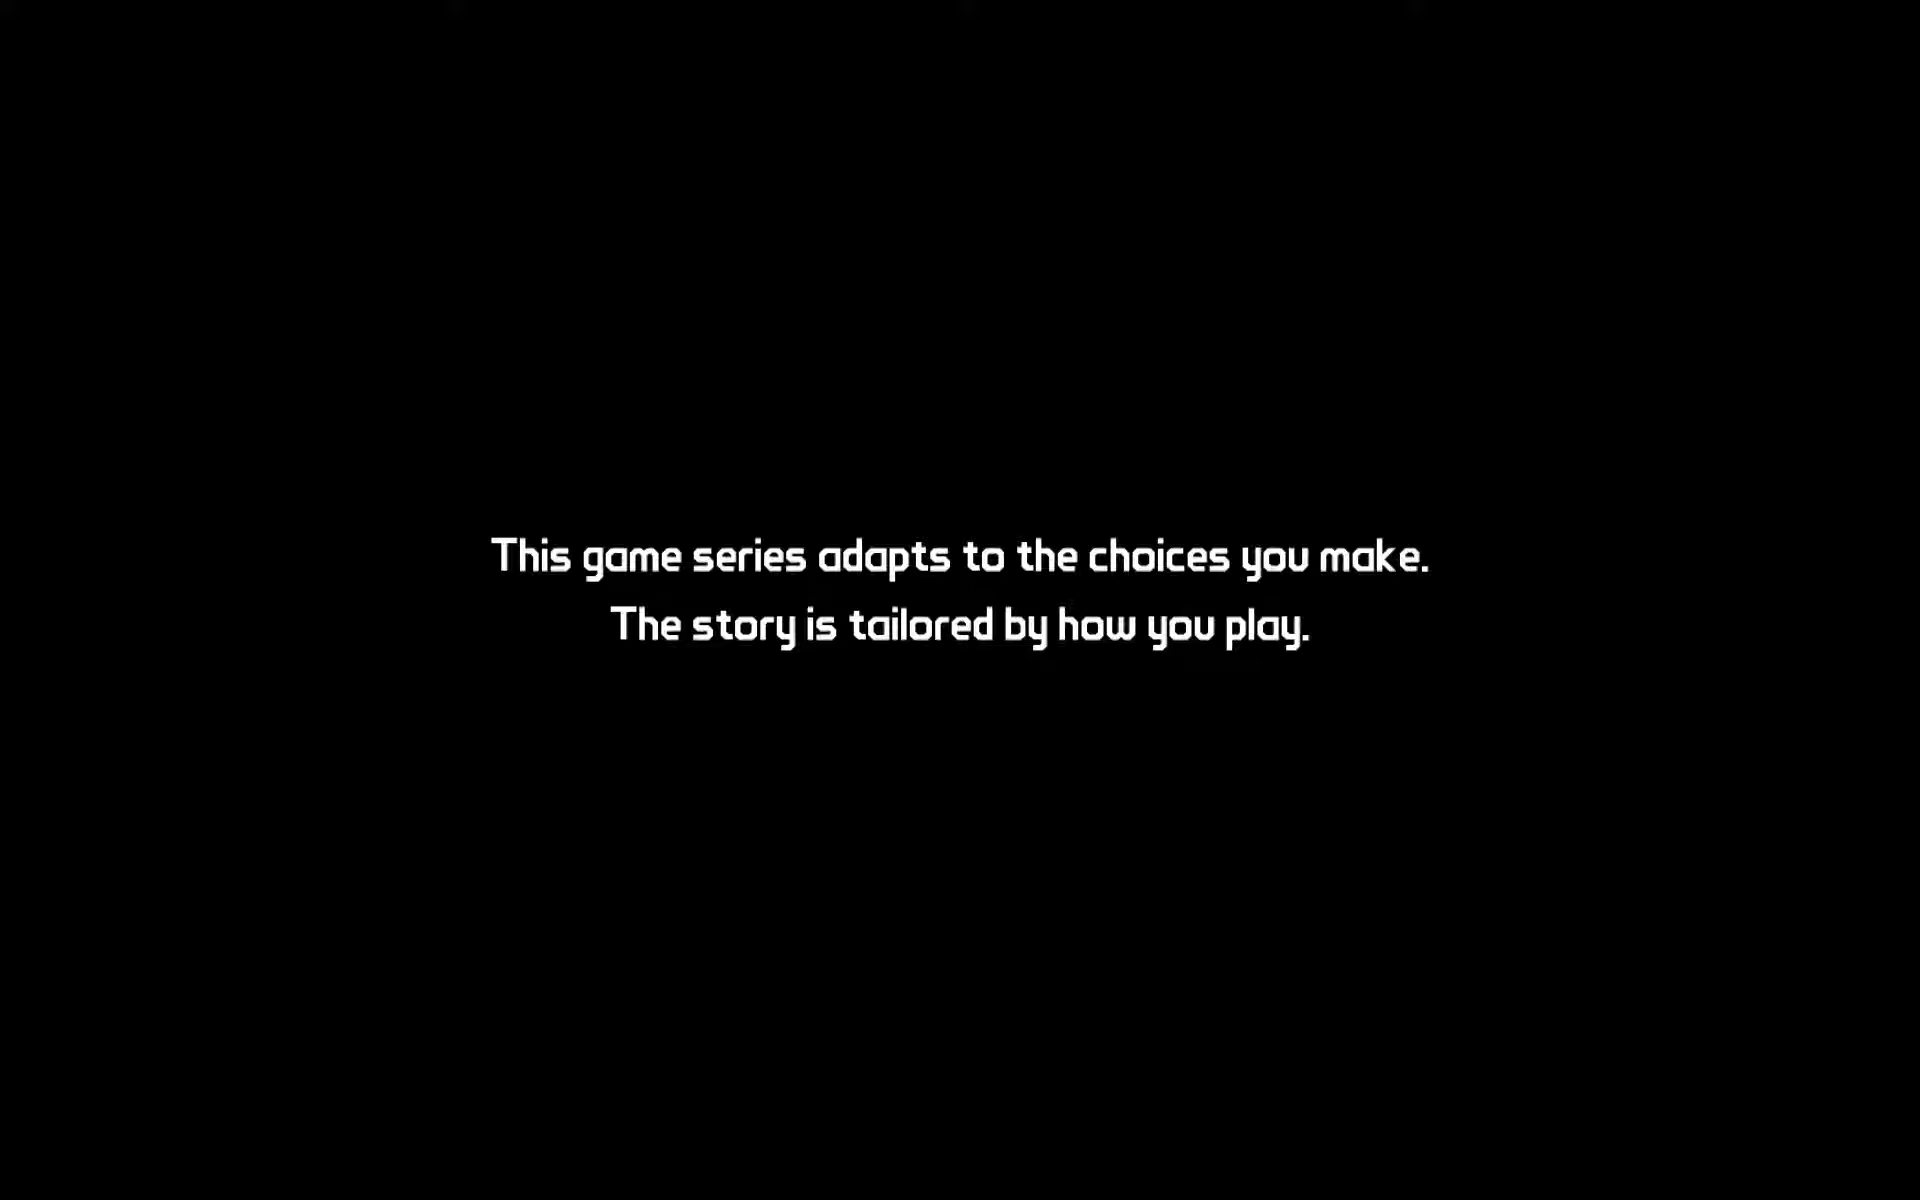 This game series adapts to the choices you make.
The story is tailored by how you play.